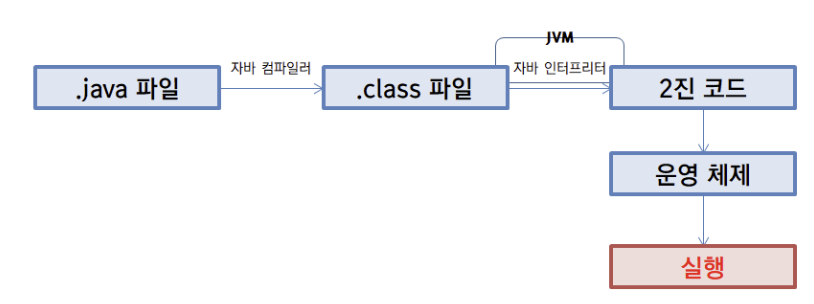 JVM
자바 컴파일러
자바 인터프리터
.java 파일
.class 파일
2진 코드
운영 체제
실행